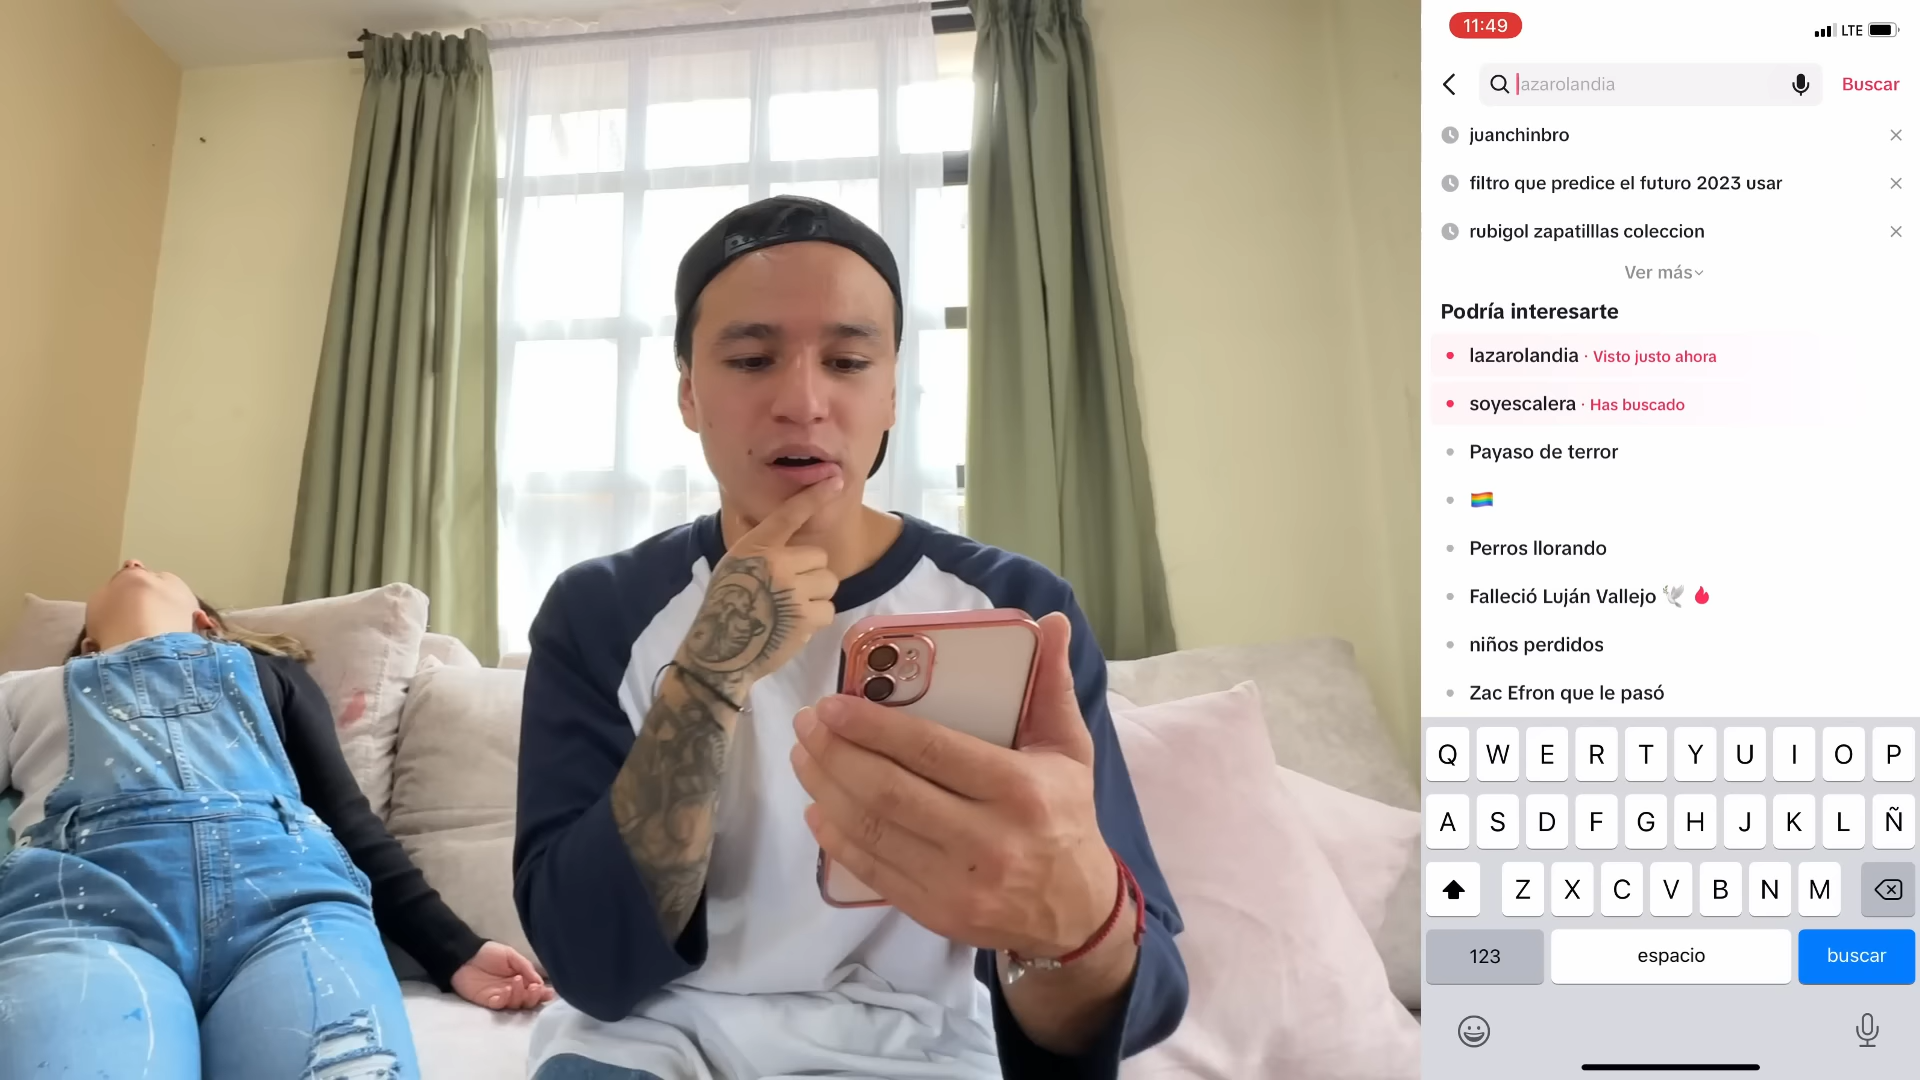 11:49
LTE
azarolandia
Buscar
juanchinbro
filtro que predice el futuro 2023 usar
rubigol zapatilllas coleccion
Ver más
Podría interesarte
lazarolandia · Visto justo ahora
soyescalera · Has buscado
Payaso de terror
🏳️‍🌈
Perros llorando
Falleció Luján Vallejo 🕊️
niños perdidos
Zac Efron que le pasó
Q W E R T Y U I O P
A S D F G H J K L Ñ
Z X C V B N M
123
espacio
buscar